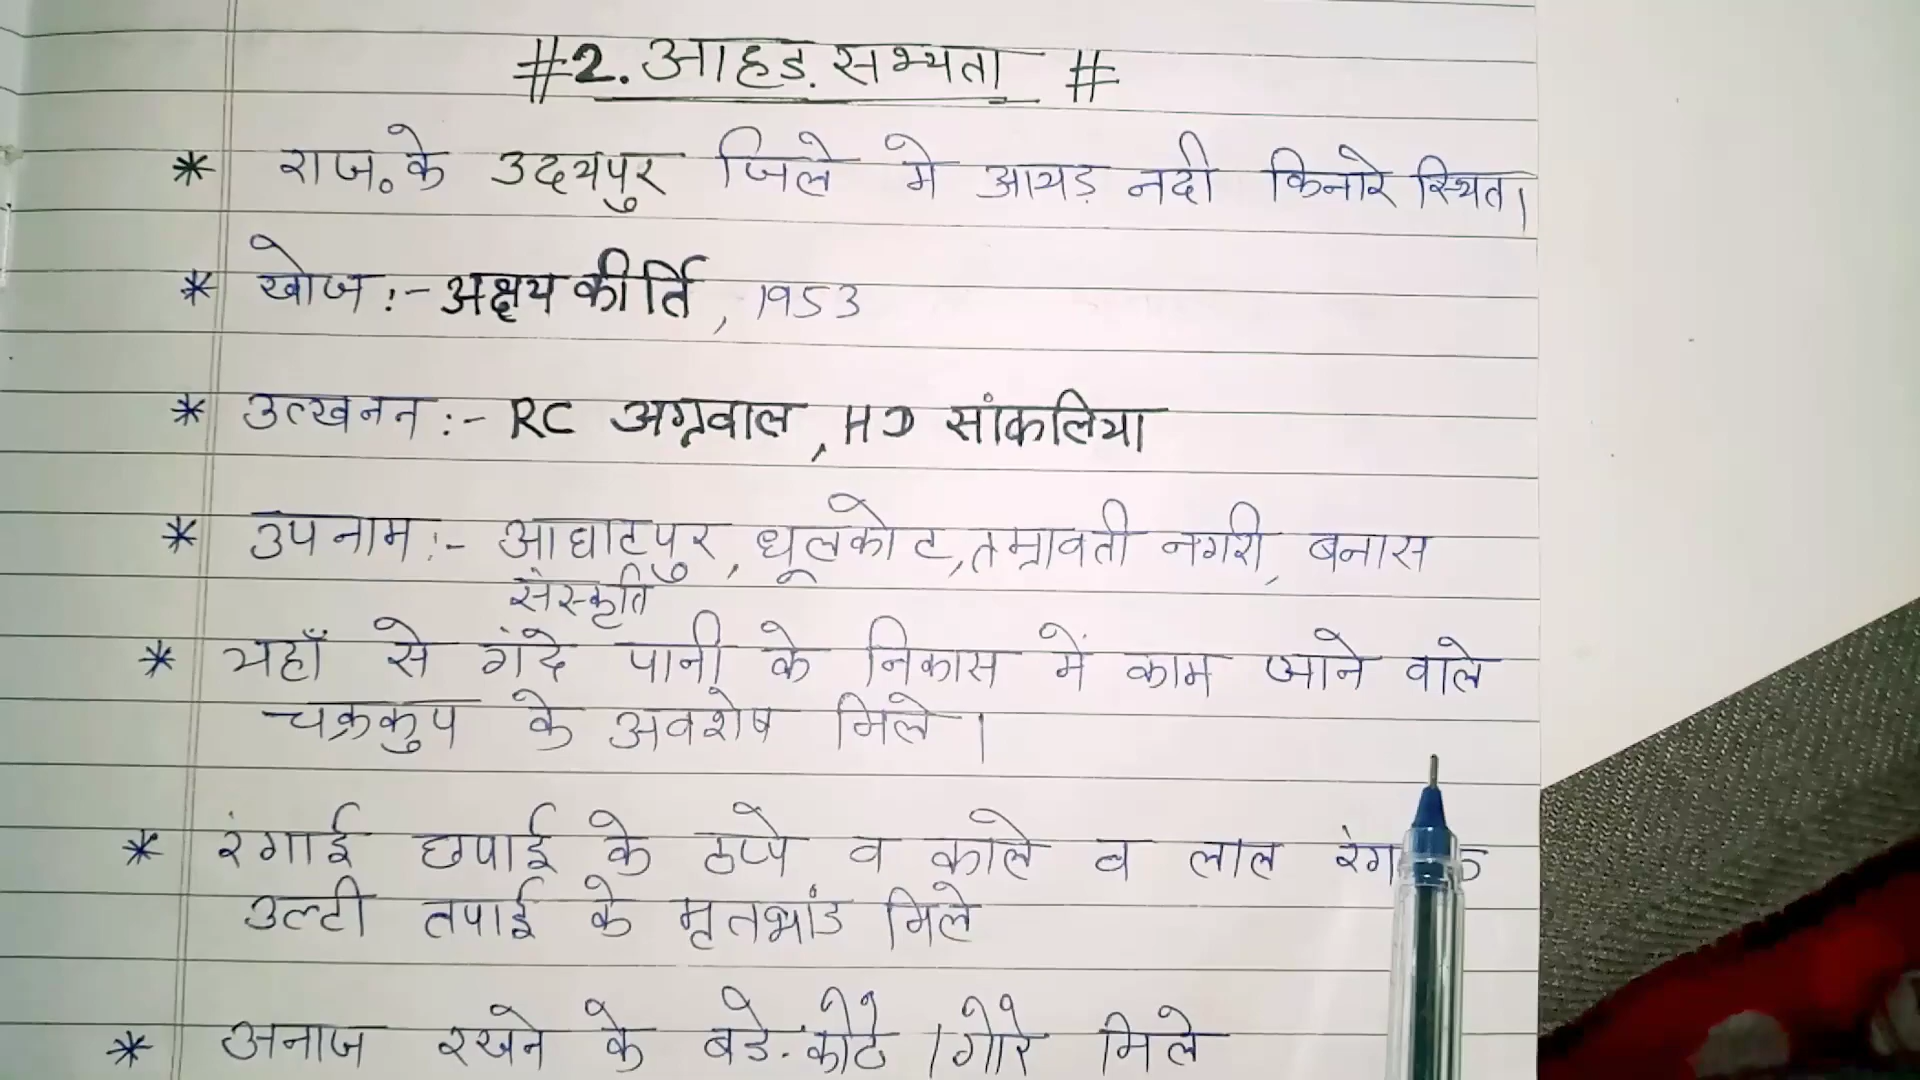 #2. आहड़ सभ्यता #
* राज॰के उदयपुर जिले मे आयड़ नदी किनारे स्थित।
* खोज :- अक्षय कीर्ति, 1953
* उत्खनन :- RC अग्रवाल, HD सांकलिया
* उपनाम :- आघाटपुर, धूलकोट, तम्रावती नगरी, बनास
संस्कृति
* यहाँ से गंदे पानी के निकास में काम आने वाले
चक्रकुप के अवशेष मिले।
* रंगाई छपाई के ठप्पे व काले व लाल रंग
उल्टी तपाई के मृतभांड मिले
* अनाज रखने के बडे. कोठे / गोरे मिले